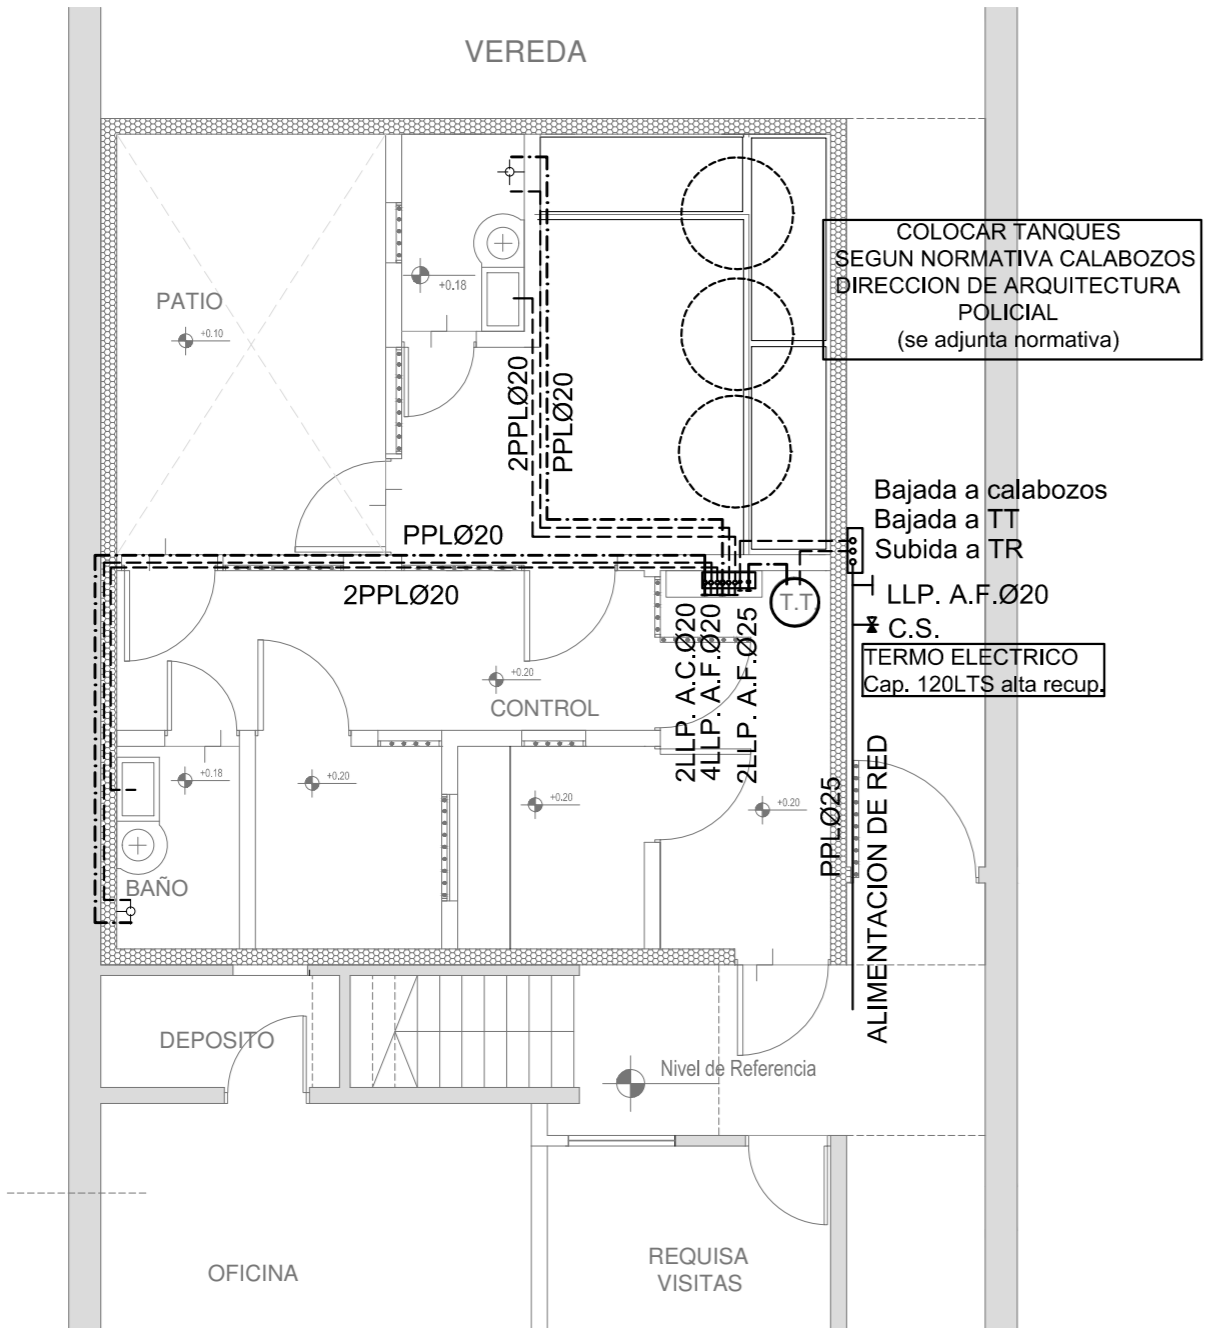 VEREDA
COLOCAR TANQUES
SEGUN NORMATIVA CALABOZOS
DIRECCION DE ARQUITECTURA
POLICIAL
(se adjunta normativa)
+0.18
PATIO
+0.10
2PPLØ20
PPLØ20
Bajada a calabozos
Bajada a TT
Subida a TR
PPLØ20
2PPLØ20
T.T.
LLP. A.F.Ø20
C.S.
TERMO ELECTRICO
Cap. 120LTS alta recup.
2LLP. A.C.Ø20
4LLP. A.F.Ø20
2LLP. A.F.Ø25
+0.20
CONTROL
+0.18
+0.20
+0.20
+0.20
PPLØ25
ALIMENTACION DE RED
BAÑO
DEPOSITO
Nivel de Referencia
OFICINA
REQUISA
VISITAS